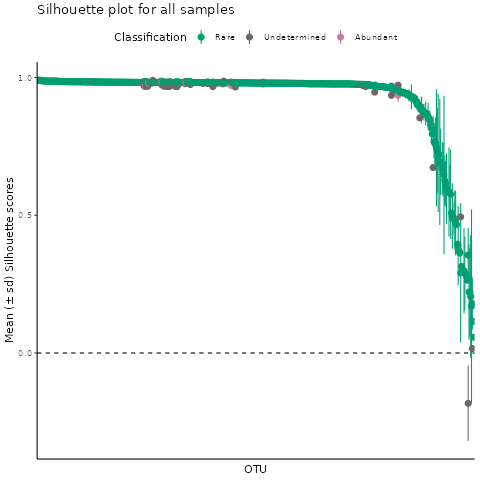 Silhouette plot for all samples
Classification Rare Undetermined Abundant
Mean (± sd) Silhouette scores
1.0
0.5
0.0
OTU